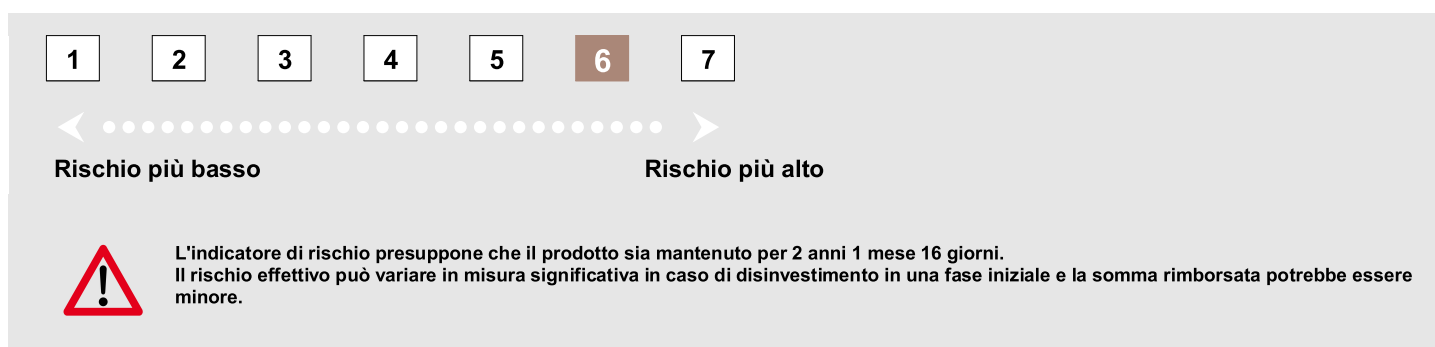 1 2 3 4 5 6 7
Rischio più basso Rischio più alto
L'indicatore di rischio presuppone che il prodotto sia mantenuto per 2 anni 1 mese 16 giorni.
Il rischio effettivo può variare in misura significativa in caso di disinvestimento in una fase iniziale e la somma rimborsata potrebbe essere
minore.